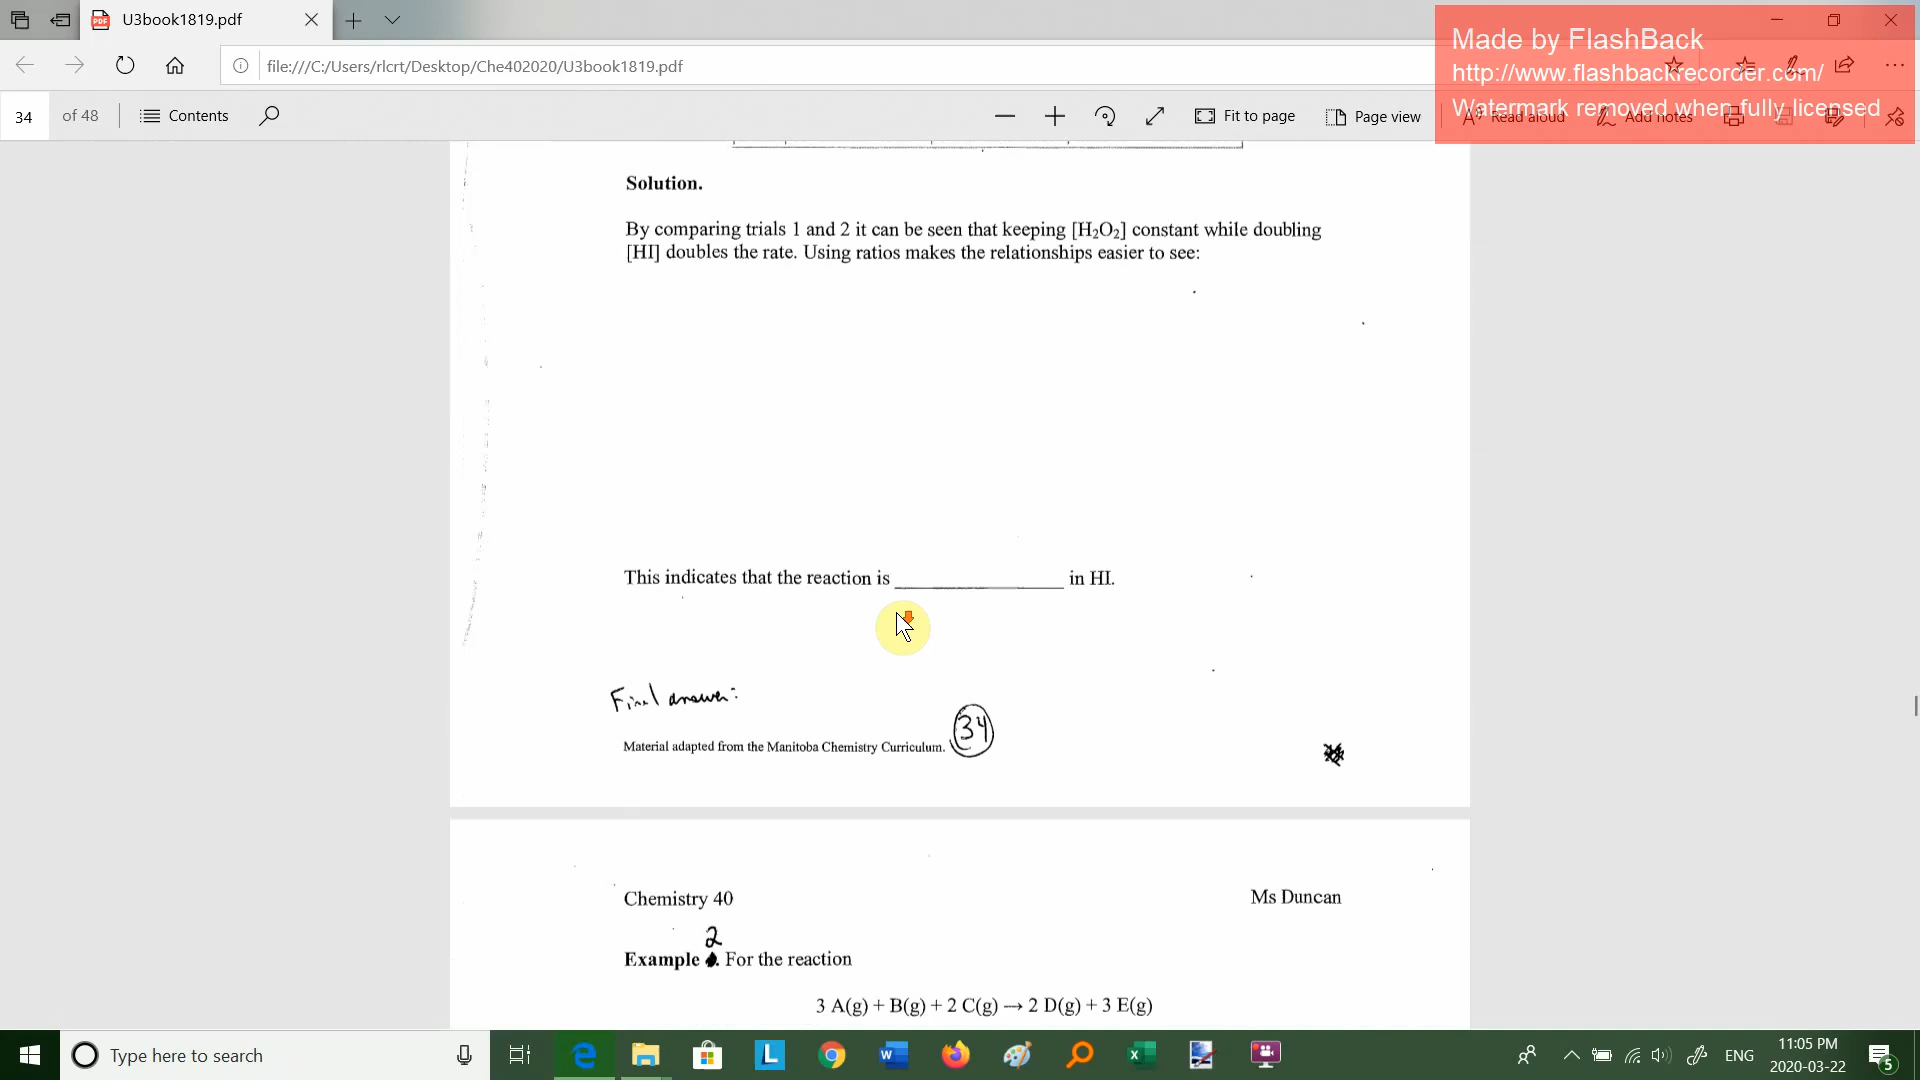 U3book1819.pdf
Made by FlashBack
http://www.flashbackrecorder.com/
Watermark removed when fully licensed
file:///C:/Users/rlcrt/Desktop/Che402020/U3book1819.pdf
34 of 48 Contents Fit to page Page view Read aloud Add notes
Solution.
By comparing trials 1 and 2 it can be seen that keeping [H₂O₂] constant while doubling
[HI] doubles the rate. Using ratios makes the relationships easier to see:
This indicates that the reaction is ________________ in HI.
Final answer:
Material adapted from the Manitoba Chemistry Curriculum. 34
Chemistry 40 Ms Duncan
2
Example . For the reaction
3 A(g) + B(g) + 2 C(g) → 2 D(g) + 3 E(g)
Type here to search
ENG
11:05 PM
2020-03-22
5